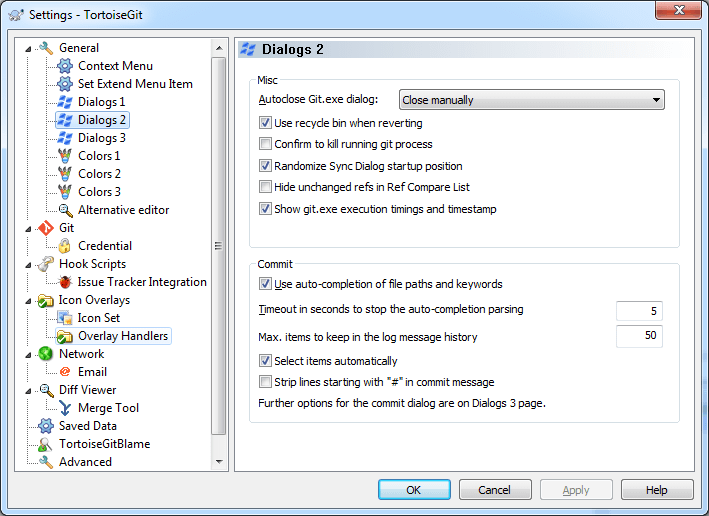 Settings - TortoiseGit
General
Context Menu
Set Extend Menu Item
Dialogs 1
Dialogs 2
Dialogs 3
Colors 1
Colors 2
Colors 3
Alternative editor
Git
Credential
Hook Scripts
Issue Tracker Integration
Icon Overlays
Icon Set
Overlay Handlers
Network
Email
Diff Viewer
Merge Tool
Saved Data
TortoiseGitBlame
Advanced
Dialogs 2
Misc
Autoclose Git.exe dialog: Close manually
Use recycle bin when reverting
Confirm to kill running git process
Randomize Sync Dialog startup position
Hide unchanged refs in Ref Compare List
Show git.exe execution timings and timestamp
Commit
Use auto-completion of file paths and keywords
Timeout in seconds to stop the auto-completion parsing 5
Max. items to keep in the log message history 50
Select items automatically
Strip lines starting with "#" in commit message
Further options for the commit dialog are on Dialogs 3 page.
OK Cancel Apply Help